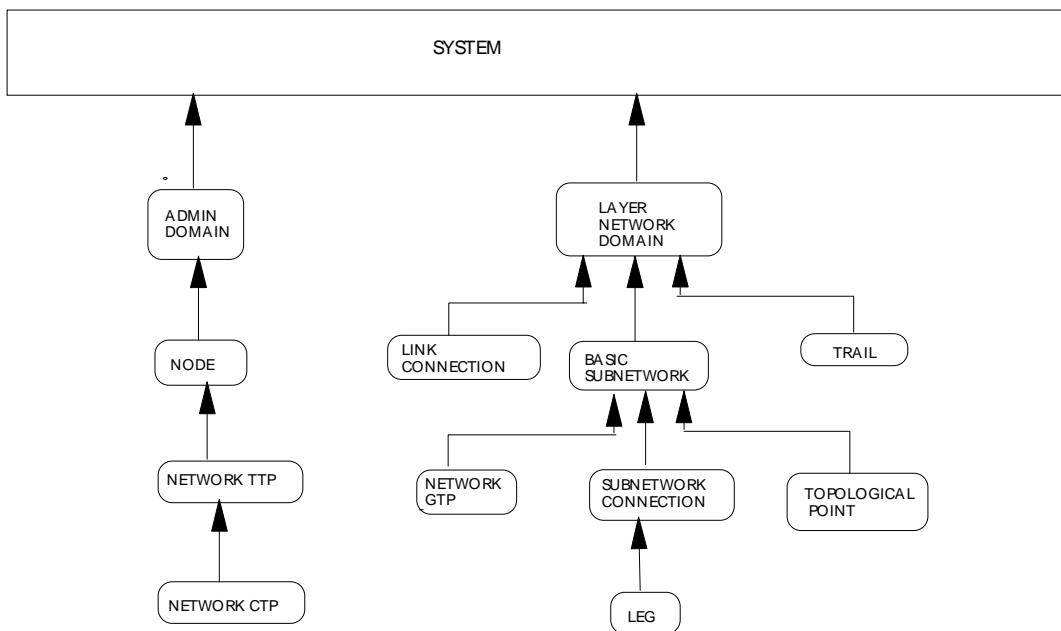 SYSTEM
ADMIN
DOMAIN
LAYER
NETWORK
DOMAIN
NODE
LINK
CONNECTION
BASIC
SUBNETWORK
TRAIL
NETWORK TTP
NETWORK
GTP
SUBNETWORK
CONNECTION
TOPOLOGICAL
POINT
NETWORK CTP
LEG